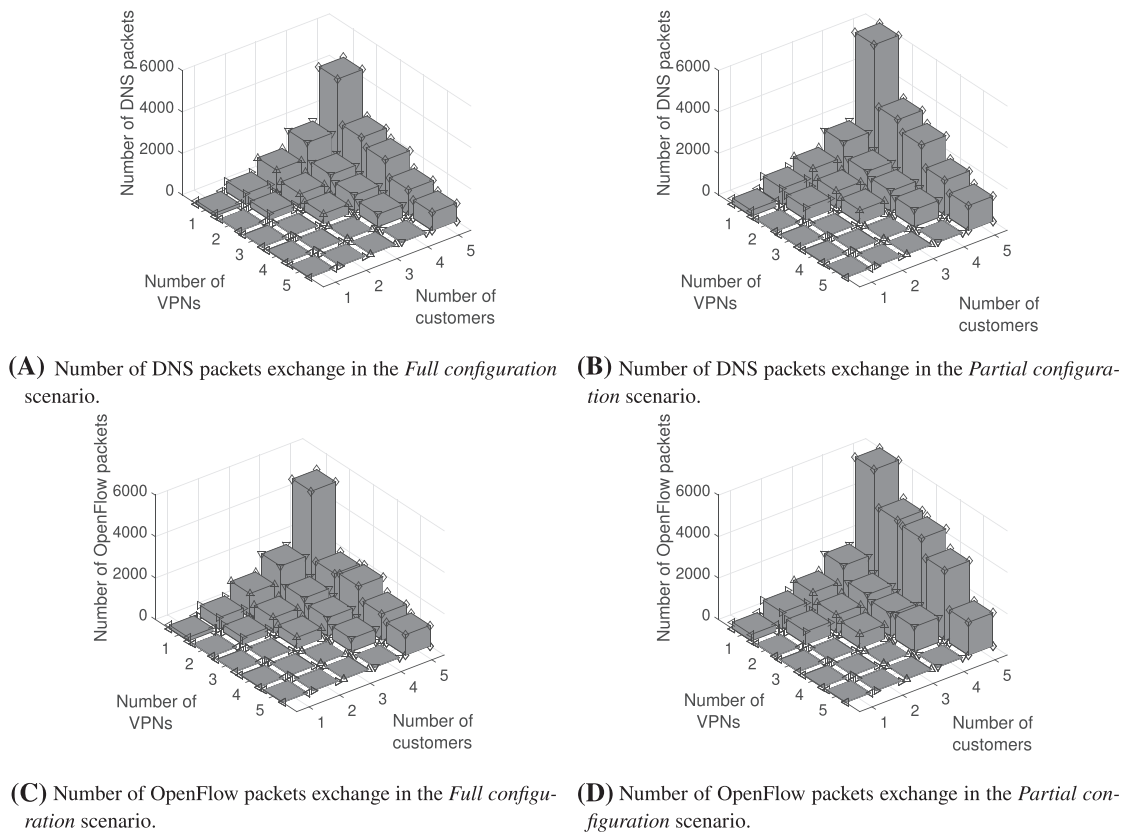 Number of DNS packets
6000
4000
2000
0
1
2
3
4
5
Number of
VPNs
1
2
3
4
5
Number of
customers
Number of DNS packets
6000
4000
2000
0
1
2
3
4
5
Number of
VPNs
1
2
3
4
5
Number of
customers
(A) Number of DNS packets exchange in the Full configuration
scenario.
(B) Number of DNS packets exchange in the Partial configura-
tion scenario.
Number of OpenFlow packets
6000
4000
2000
0
1
2
3
4
5
Number of
VPNs
1
2
3
4
5
Number of
customers
Number of OpenFlow packets
6000
4000
2000
0
1
2
3
4
5
Number of
VPNs
1
2
3
4
5
Number of
customers
(C) Number of OpenFlow packets exchange in the Full configu-
ration scenario.
(D) Number of OpenFlow packets exchange in the Partial con-
figuration scenario.